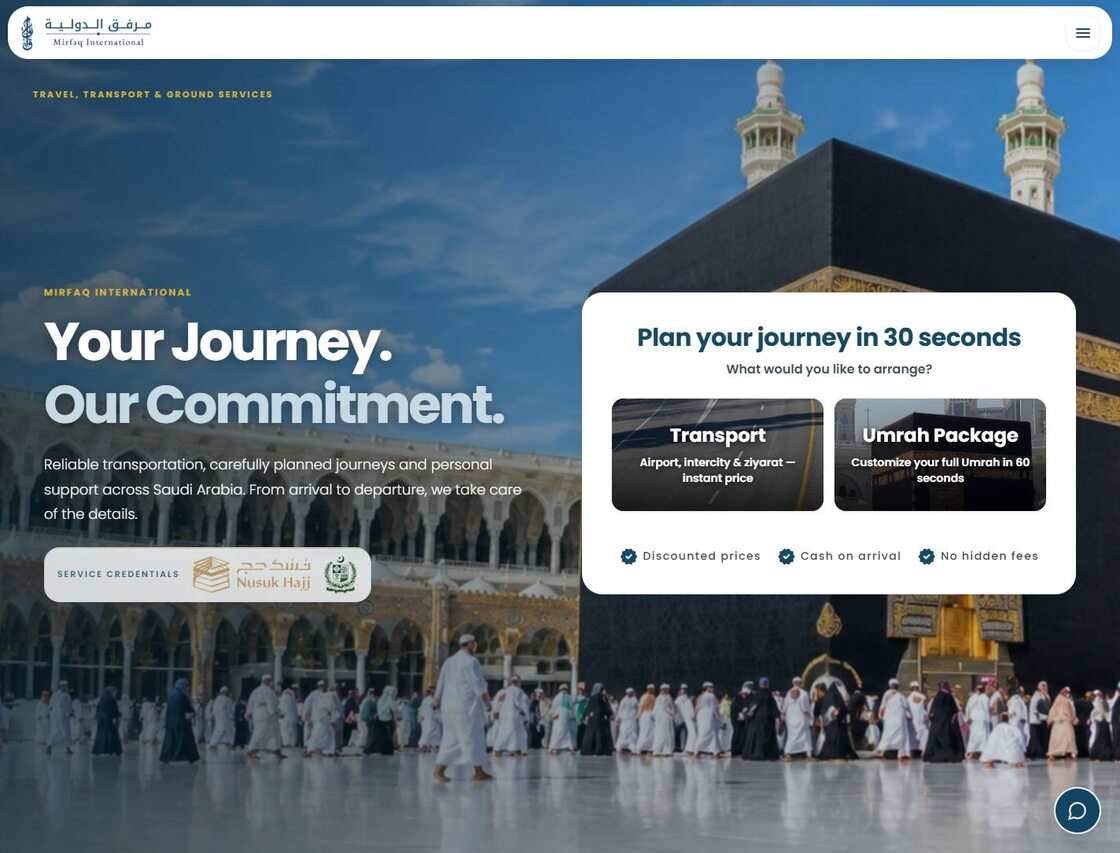 مرفق الدولية
Mirfaq International
TRAVEL, TRANSPORT & GROUND SERVICES
MIRFAQ INTERNATIONAL
Your Journey.
Our Commitment.
Reliable transportation, carefully planned journeys and personal
support across Saudi Arabia. From arrival to departure, we take care
of the details.
SERVICE CREDENTIALS
نسك حج
Nusuk Hajj
Plan your journey in 30 seconds
What would you like to arrange?
Transport
Airport, intercity & ziyarat —
instant price
Umrah Package
Customize your full Umrah in 60
seconds
Discounted prices
Cash on arrival
No hidden fees